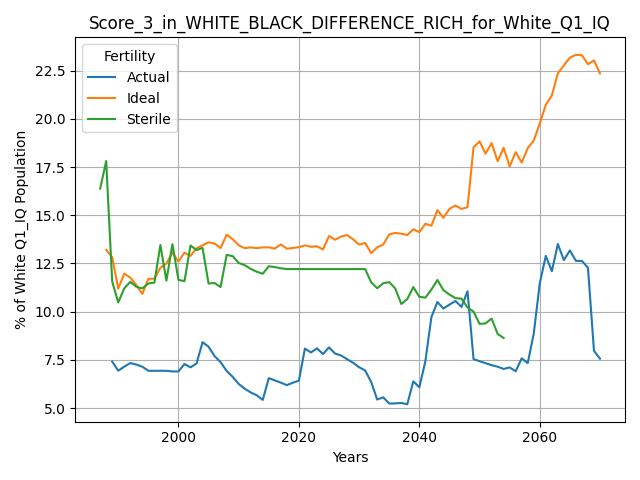 Score_3_in_WHITE_BLACK_DIFFERENCE_RICH_for_White_Q1_IQ
Fertility
Actual
Ideal
Sterile
% of White Q1_IQ Population
22.5
20.0
17.5
15.0
12.5
10.0
7.5
5.0
2000
2020
2040
2060
Years